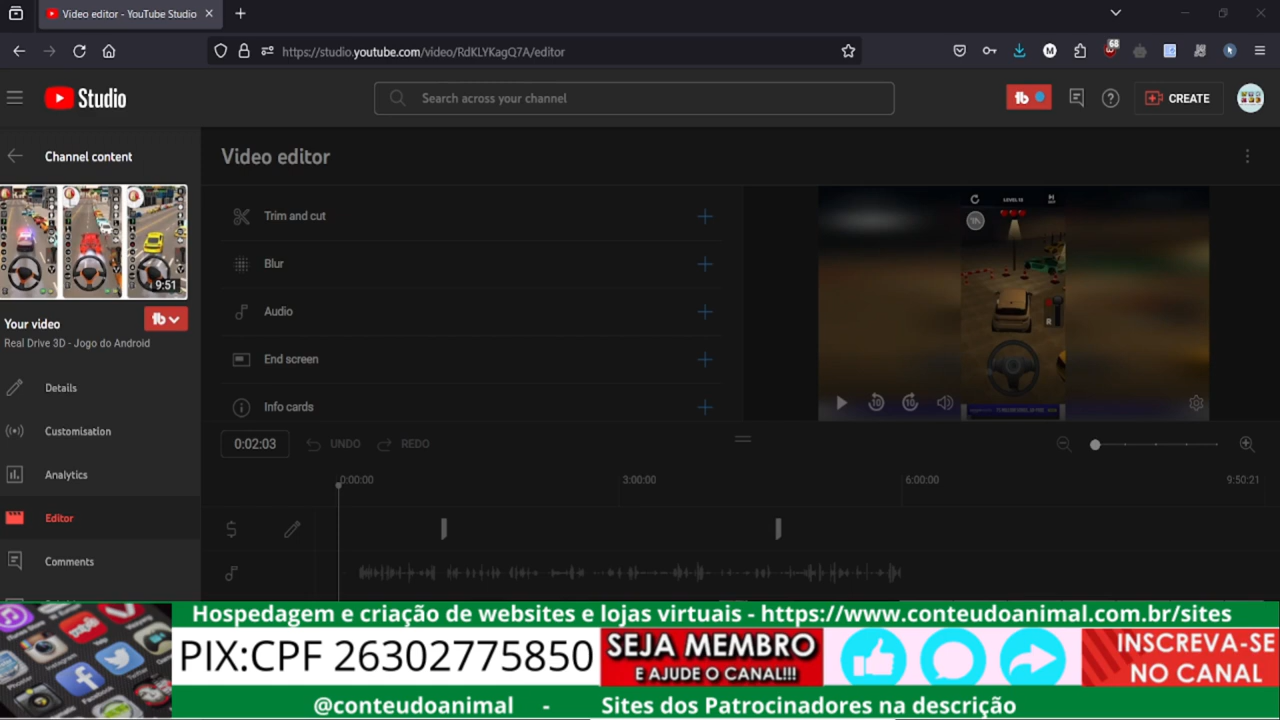 Video editor - YouTube Studio
https://studio.youtube.com/video/RdKLYKagQ7A/editor
68
Studio
Search across your channel
CREATE
Channel content
Video editor
Trim and cut
Blur
Audio
End screen
Info cards
9:51
Your video
Real Drive 3D - Jogo do Android
Details
Customisation
Analytics
Editor
Comments
0:02:03
UNDO
REDO
0:00:00
3:00:00
6:00:00
9:50:21
Hospedagem e criação de websites e lojas virtuais - https://www.conteudoanimal.com.br/sites
PIX:CPF 26302775850
SEJA MEMBRO
E AJUDE O CANAL!!!
INSCREVA-SE
NO CANAL
@conteudoanimal - Sites dos Patrocinadores na descrição